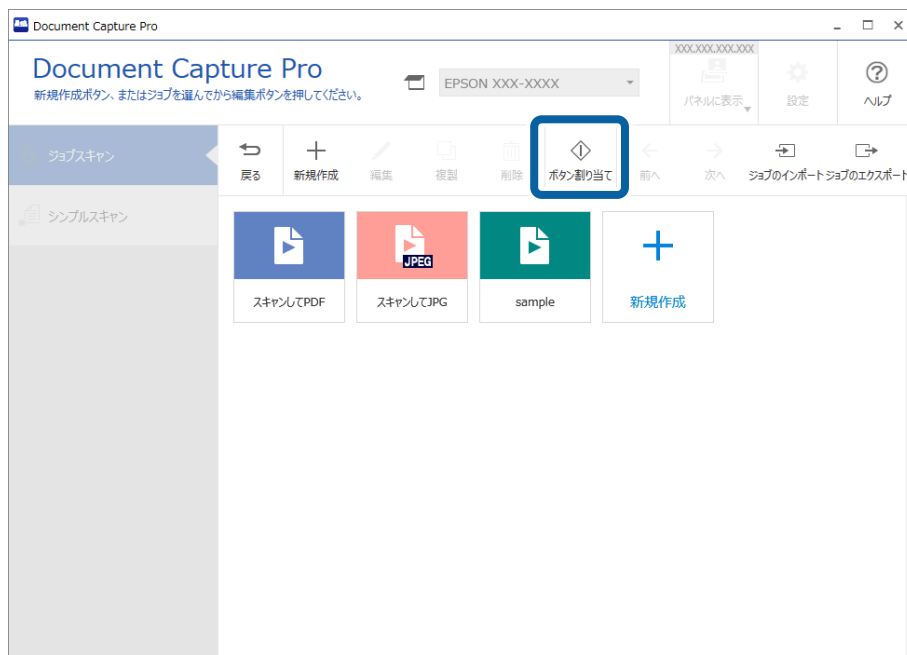 Document Capture Pro
Document Capture Pro
新規作成ボタン、またはジョブを選んでから編集ボタンを押してください。
EPSON XXX-XXXX
XXX.XXX.XXX.XXX
パネルに表示
設定
ヘルプ
ジョブスキャン
シンプルスキャン
戻る
新規作成
編集
複製
削除
ボタン割り当て
前へ
次へ
ジョブのインポート
ジョブのエクスポート
JPEG
スキャンしてPDF
スキャンしてJPG
sample
新規作成